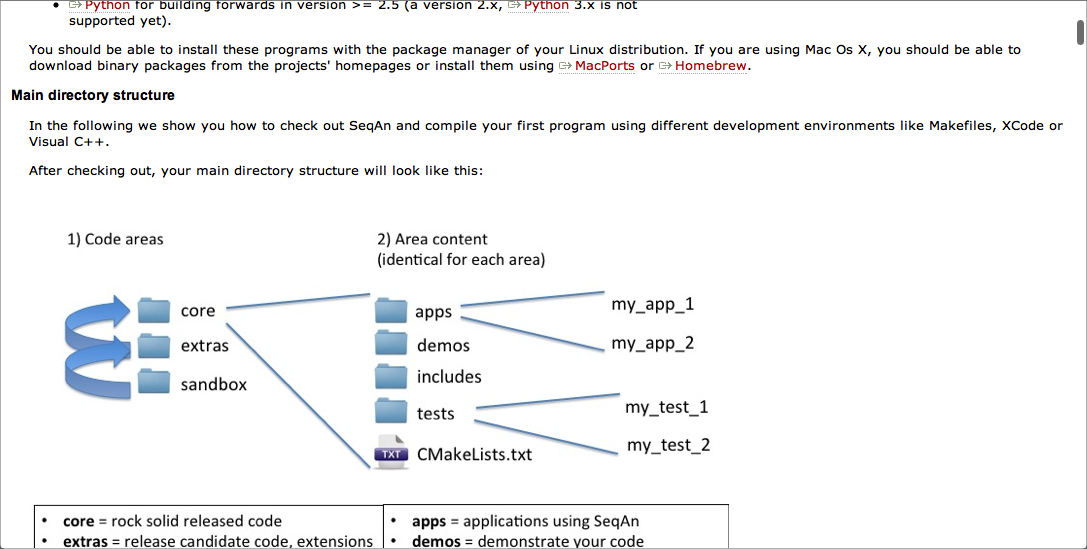 • Python for building forwards in version >= 2.5 (a version 2.x, Python 3.x is not
supported yet).
You should be able to install these programs with the package manager of your Linux distribution. If you are using Mac Os X, you should be able to
download binary packages from the projects' homepages or install them using MacPorts or Homebrew.
Main directory structure
In the following we show you how to check out SeqAn and compile your first program using different development environments like Makefiles, XCode or
Visual C++.
After checking out, your main directory structure will look like this:
1) Code areas
2) Area content
(identical for each area)
core
extras
sandbox
apps
demos
includes
tests
TXT
CMakeLists.txt
my_app_1
my_app_2
my_test_1
my_test_2
• core = rock solid released code
• extras = release candidate code, extensions
• apps = applications using SeqAn
• demos = demonstrate your code